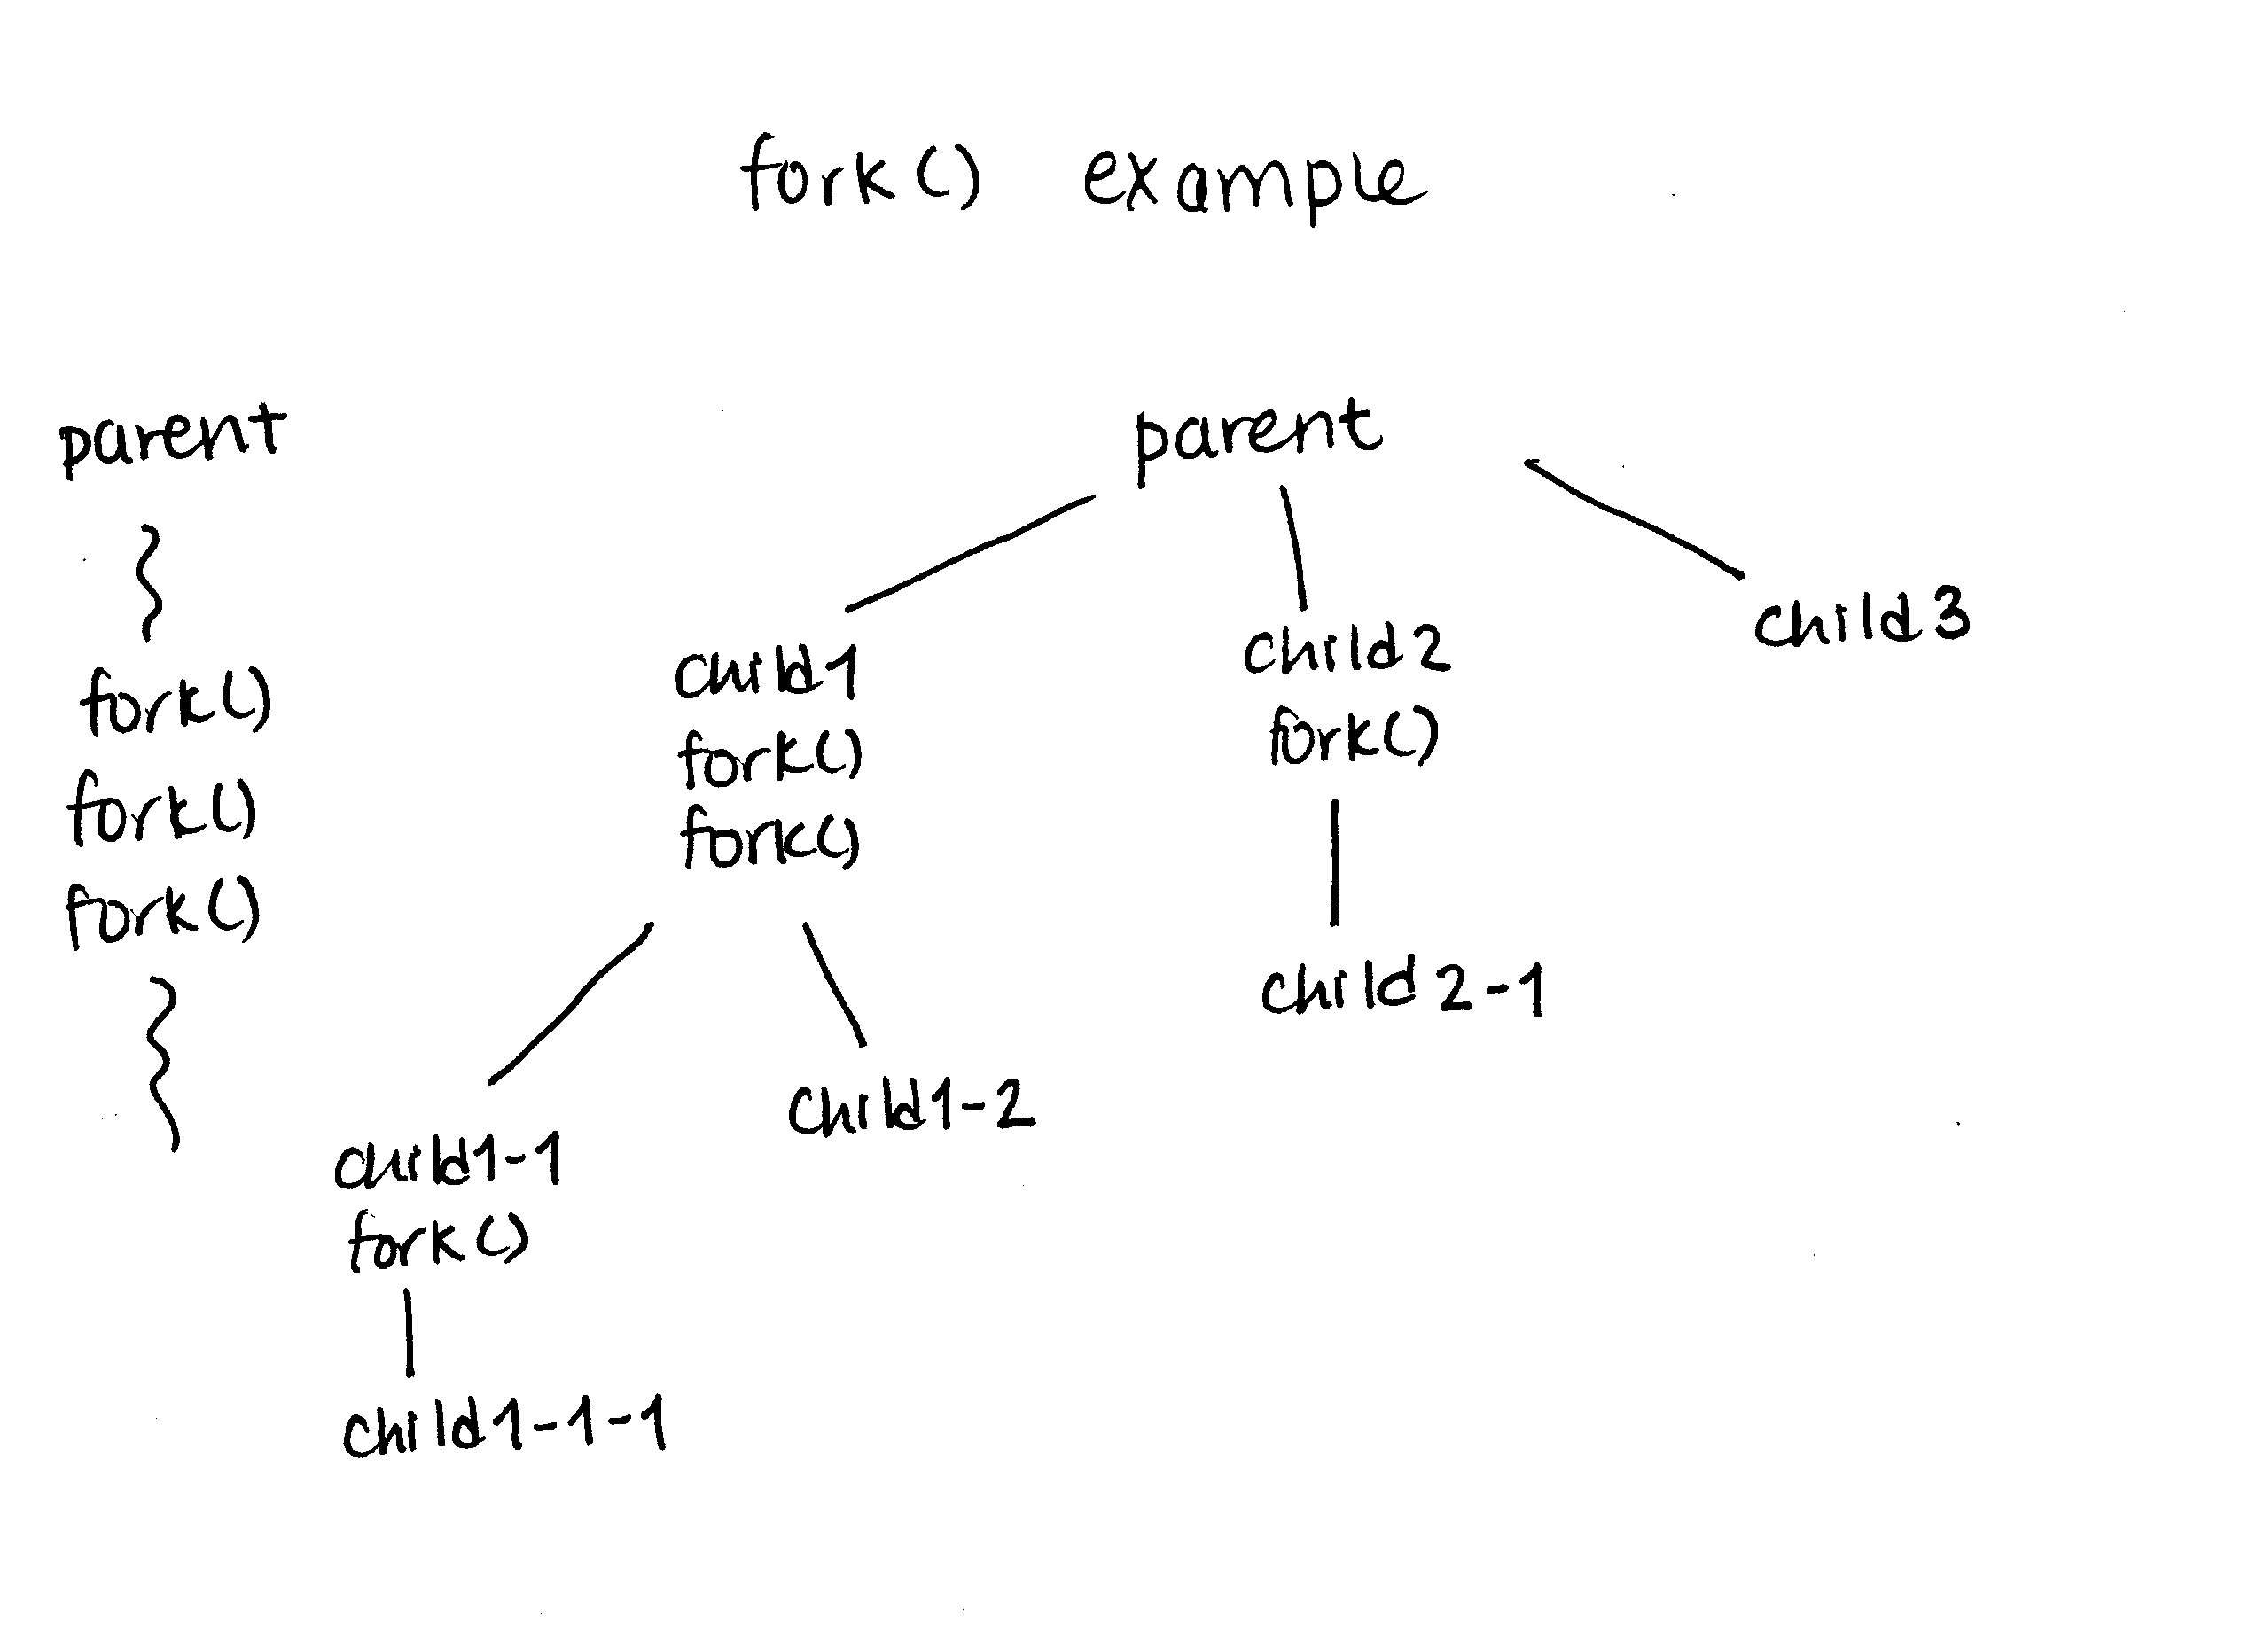 fork() example
parent
fork()
fork()
fork()
parent
child1
fork()
fork()
child2
fork()
child3
child1-1
fork()
child1-2
child2-1
child1-1-1